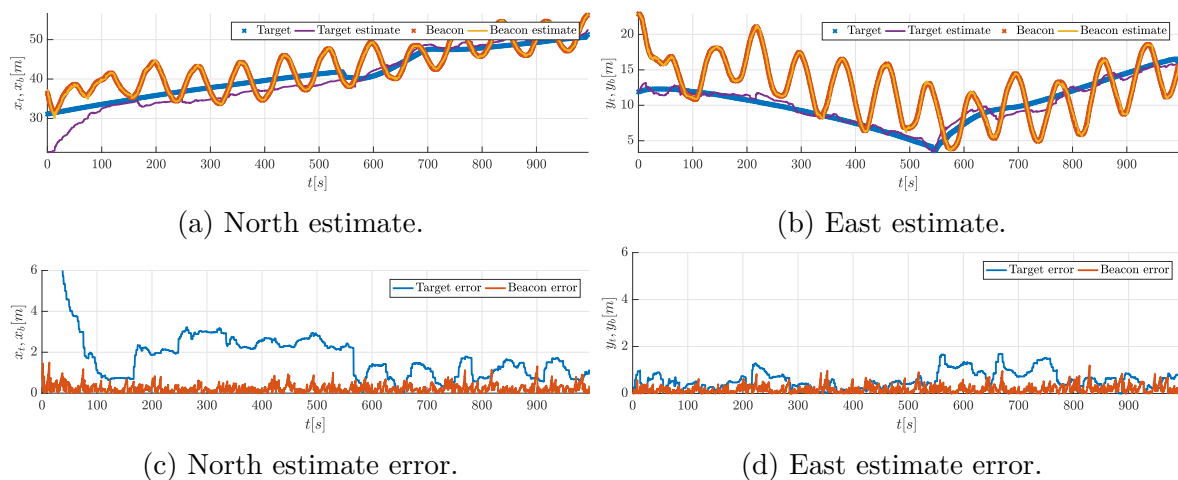 Target Target estimate Beacon Beacon estimate
50
40
30
x_t, x_b[m]
0 100 200 300 400 500 600 700 800 900
t[s]
(a) North estimate.
Target Target estimate Beacon Beacon estimate
20
15
10
5
y_t, y_b[m]
0 100 200 300 400 500 600 700 800 900
t[s]
(b) East estimate.
Target error Beacon error
6
4
2
0
x_t, x_b[m]
0 100 200 300 400 500 600 700 800 900
t[s]
(c) North estimate error.
Target error Beacon error
6
4
2
0
y_t, y_b[m]
0 100 200 300 400 500 600 700 800 900
t[s]
(d) East estimate error.